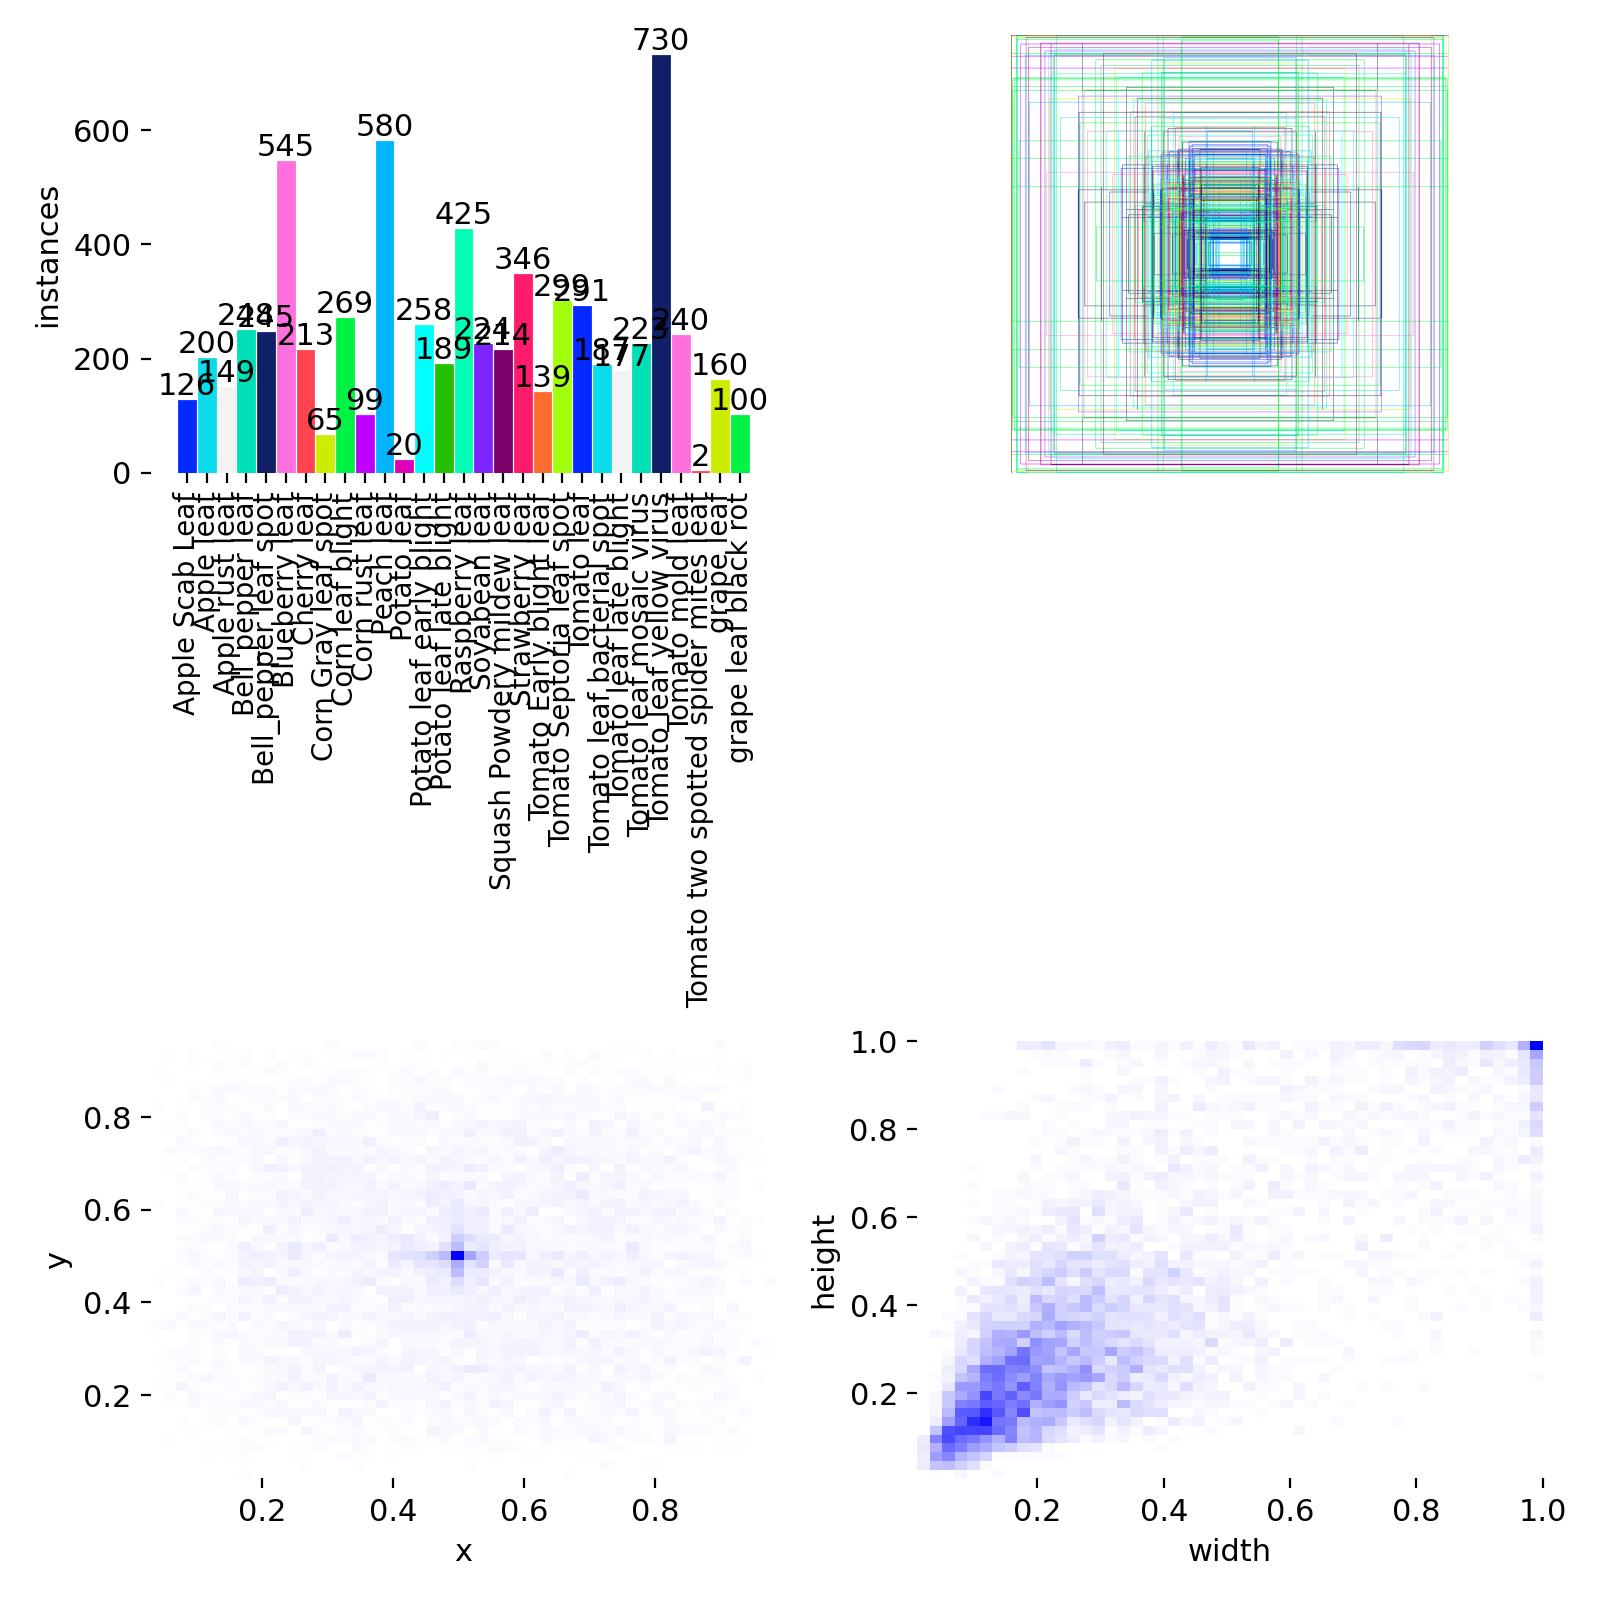 instances
600
400
200
0
126
200
149
248
245
545
213
65
269
99
580
20
258
189
425
224
214
346
139
299
291
187
177
223
730
240
2
160
100
Apple Scab Leaf
Apple leaf
Apple rust leaf
Bell_pepper leaf
Bell_pepper leaf spot
Blueberry leaf
Cherry leaf
Corn Gray leaf spot
Corn leaf blight
Corn rust leaf
Peach leaf
Potato leaf
Potato leaf early blight
Potato leaf late blight
Raspberry leaf
Soyabean leaf
Squash Powdery mildew leaf
Strawberry leaf
Tomato Early blight leaf
Tomato Septoria leaf spot
Tomato leaf
Tomato leaf bacterial spot
Tomato leaf late blight
Tomato leaf mosaic virus
Tomato leaf yellow virus
Tomato mold leaf
Tomato two spotted spider mites leaf
grape leaf
grape leaf black rot
y
0.8
0.6
0.4
0.2
0.2 0.4 0.6 0.8
x
height
1.0
0.8
0.6
0.4
0.2
0.2 0.4 0.6 0.8 1.0
width